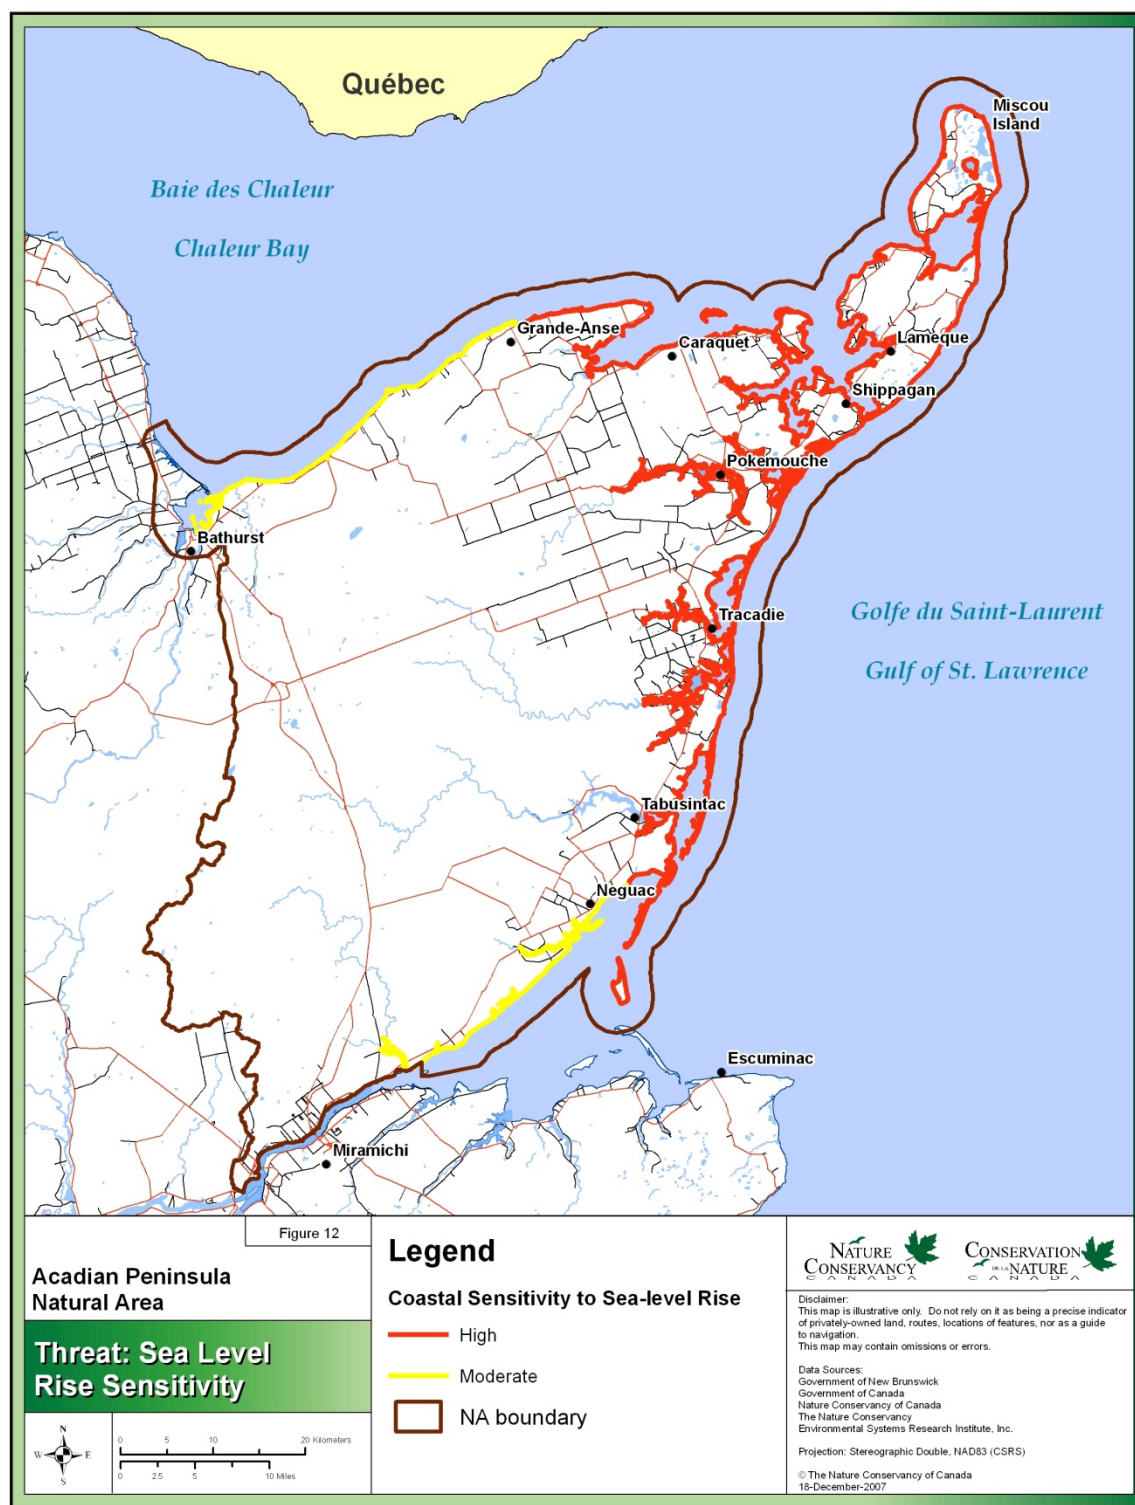 Québec
Miscou
Island
Baie des Chaleur
Chaleur Bay
Grande-Anse
Caraquet
Lameque
Shippagan
Pokemouche
Bathurst
Golfe du Saint-Laurent
Tracadie
Gulf of St. Lawrence
Tabusintac
Neguac
Escuminac
Miramichi
Figure 12
Acadian Peninsula
Natural Area
Threat: Sea Level
Rise Sensitivity
N
W E
S
0 5 10 20 Kilometers
0 2.5 5 10 Miles
Legend
Coastal Sensitivity to Sea-level Rise
High
Moderate
NA boundary
NATURE
CONSERVANCY
CANADA
CONSERVATION
DE LA NATURE
CANADA
Disclaimer:
This map is illustrative only. Do not rely on it as being a precise indicator
of privately-owned land, routes, locations of features, nor as a guide
to navigation.
This map may contain omissions or errors.
Data Sources:
Government of New Brunswick
Government of Canada
Nature Conservancy of Canada
The Nature Conservancy
Environmental Systems Research Institute, Inc.
Projection: Stereographic Double, NAD83 (CSRS)
© The Nature Conservancy of Canada
18-December-2007